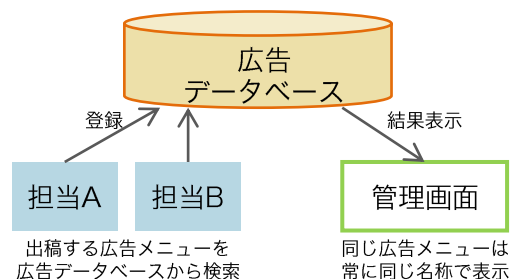 広告
データベース
登録
結果表示
担当A
担当B
管理画面
出稿する広告メニューを
広告データベースから検索
同じ広告メニューは
常に同じ名称で表示